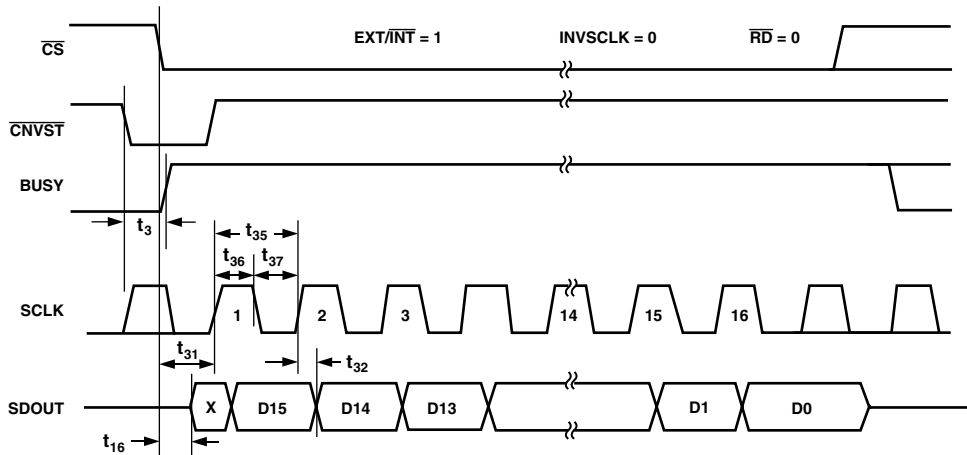 CS EXT/INT = 1 INVSCLK = 0 RD = 0
CNVST
BUSY
t3
t35
t36 t37
SCLK 1 2 3 14 15 16
t31 t32
SDOUT X D15 D14 D13 D1 D0
t16